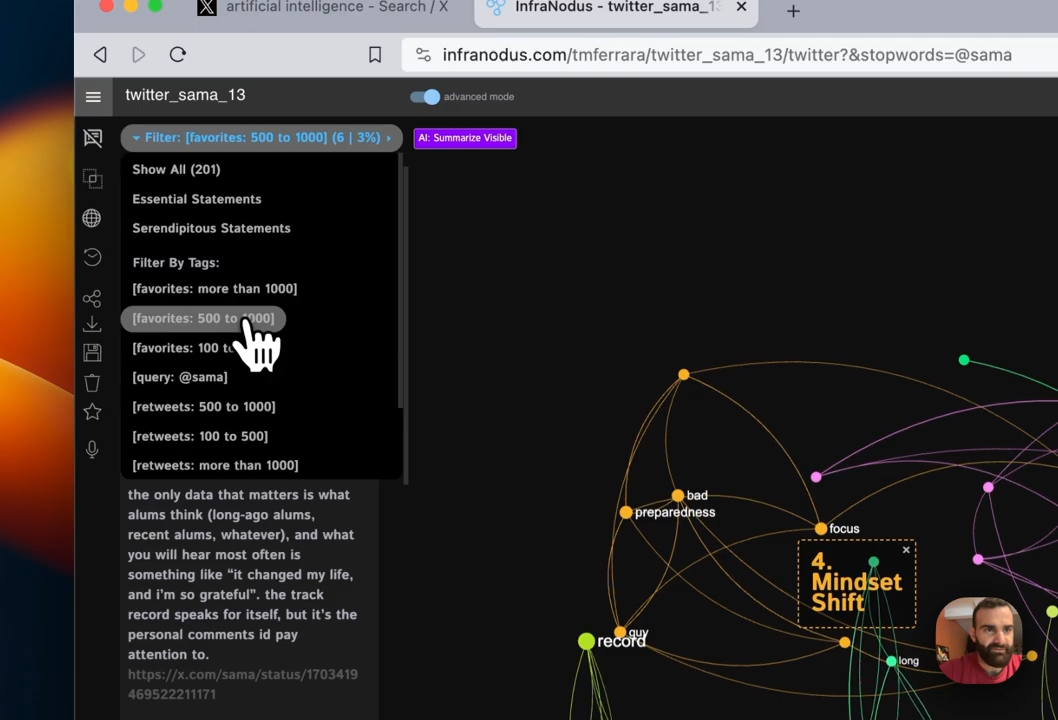 artificial intelligence - Search / X
InfraNodus - twitter_sama_13
infranodus.com/tmferrara/twitter_sama_13/twitter?&stopwords=@sama
twitter_sama_13
advanced mode
Filter: [favorites: 500 to 1000] (6 | 3%)
AI: Summarize Visible
Show All (201)
Essential Statements
Serendipitous Statements
Filter By Tags:
[favorites: more than 1000]
[favorites: 500 to 1000]
[favorites: 100 to
[query: @sama]
[retweets: 500 to 1000]
[retweets: 100 to 500]
[retweets: more than 1000]
the only data that matters is what
alums think (long-ago alums,
recent alums, whatever), and what
you will hear most often is
something like “it changed my life,
and i’m so grateful”. the track
record speaks for itself, but it’s the
personal comments id pay
attention to.
https://x.com/sama/status/1703419
469522211171
bad
preparedness
focus
4.
Mindset
Shift
guy
record
long